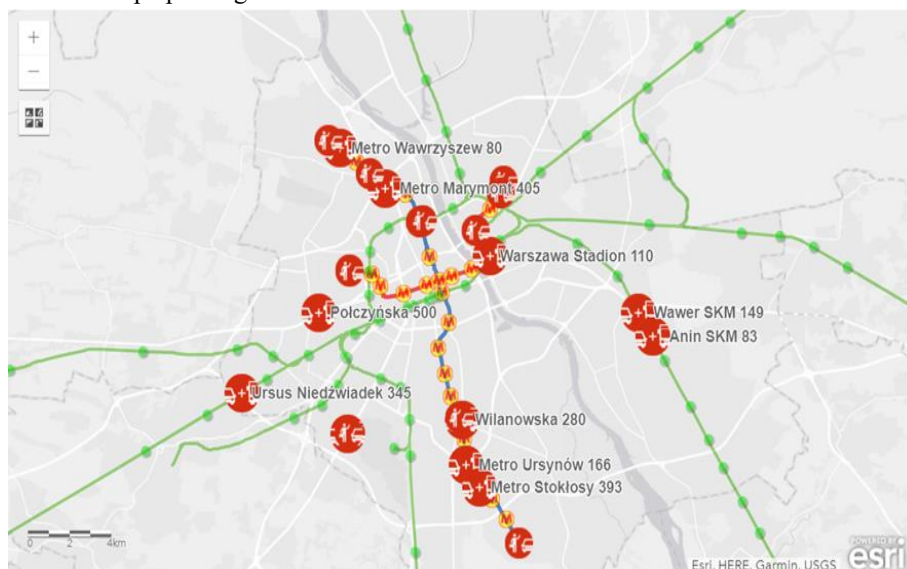 +
−
Metro Wawrzyszew 80
Metro Marymont 405
Warszawa Stadion 110
Połczyńska 500
Wawer SKM 149
Anin SKM 83
Ursus Niedźwiadek 345
Wilanowska 280
Metro Ursynów 166
Metro Stokłosy 393
0 2 4km
POWERED BY
esri
Esri, HERE, Garmin, USGS